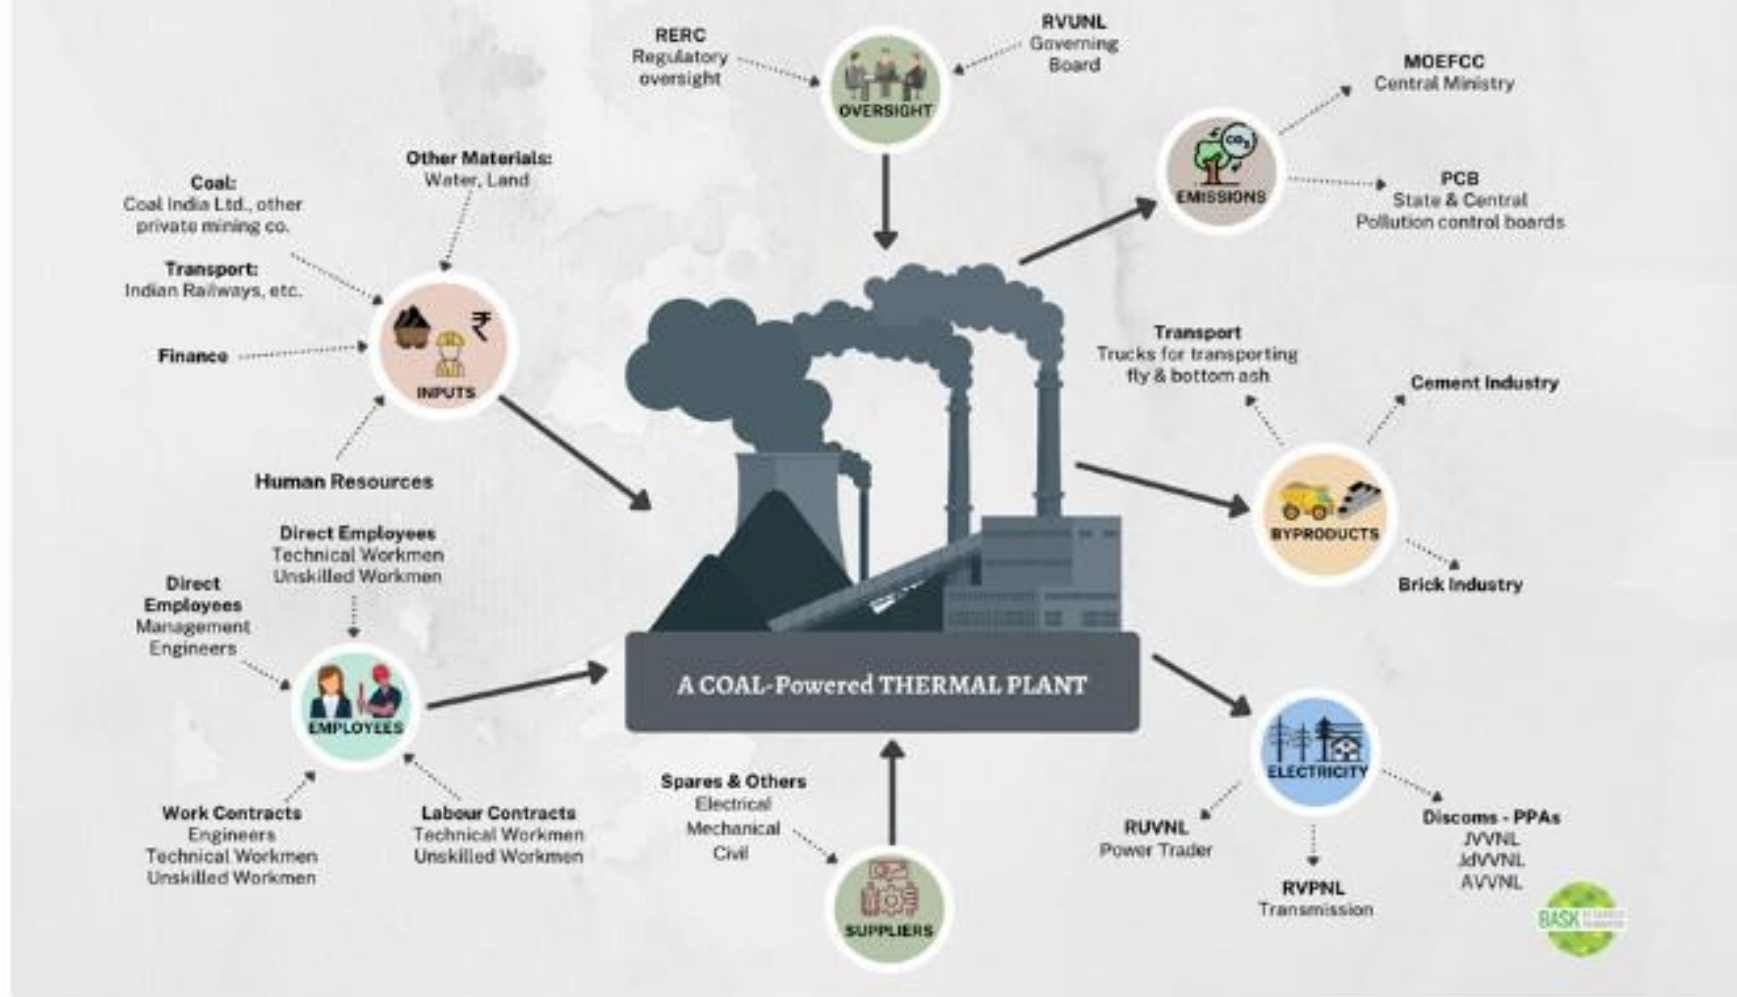 RERC
Regulatory
oversight
OVERSIGHT
RVUNL
Governing
Board
MOEFCC
Central Ministry
EMISSIONS
CO₂
PCB
State & Central
Pollution control boards
Other Materials:
Water, Land
Coal:
Coal India Ltd., other
private mining co.
Transport:
Indian Railways, etc.
Finance
₹
INPUTS
Human Resources
Transport
Trucks for transporting
fly & bottom ash
Cement Industry
BYPRODUCTS
Brick Industry
Direct Employees
Technical Workmen
Unskilled Workmen
Direct
Employees
Management
Engineers
EMPLOYEES
Work Contracts
Engineers
Technical Workmen
Unskilled Workmen
Labour Contracts
Technical Workmen
Unskilled Workmen
A COAL-Powered THERMAL PLANT
Spares & Others
Electrical
Mechanical
Civil
SUPPLIERS
ELECTRICITY
RUVNL
Power Trader
RVPNL
Transmission
Discoms - PPAs
JVVNL
JdVVNL
AVVNL
BASK